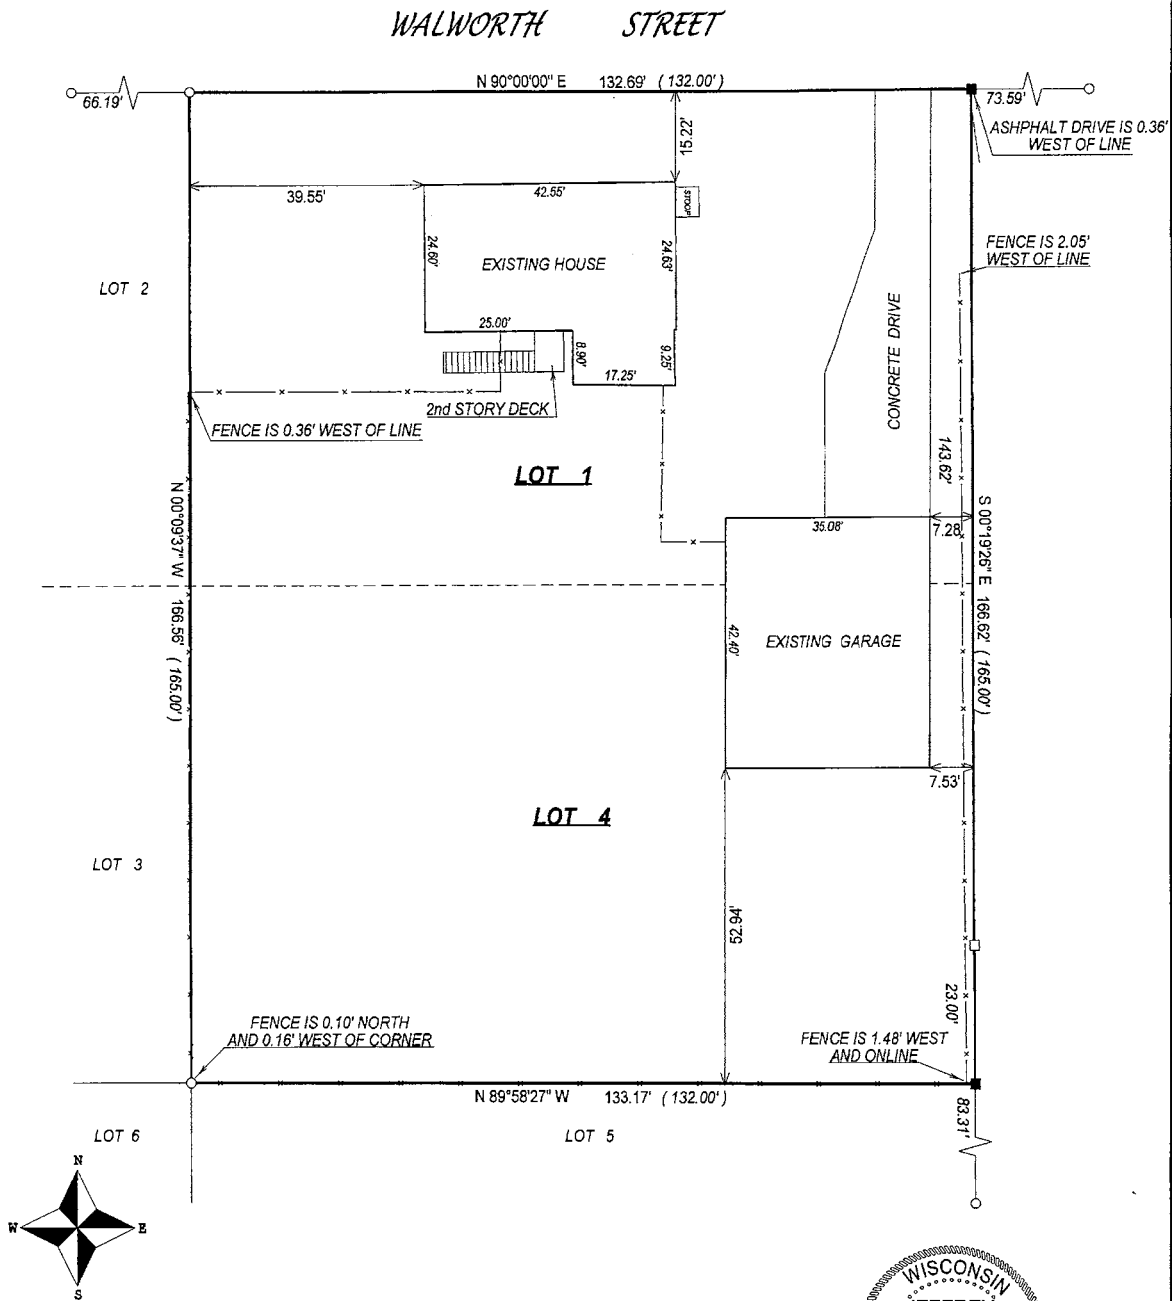 WALWORTH STREET
N 90°00'00" E 132.69' (132.00')
66.19'
73.59'
ASHPHALT DRIVE IS 0.36'
WEST OF LINE
15.22'
39.55'
42.55'
STOOP
FENCE IS 2.05'
WEST OF LINE
24.60'
24.63'
EXISTING HOUSE
LOT 2
CONCRETE DRIVE
25.00'
8.90'
9.25'
17.25'
2nd STORY DECK
FENCE IS 0.36' WEST OF LINE
143.62'
LOT 1
N 00°09'37" W 166.56' (165.00')
S 00°19'26" E 166.62' (165.00')
35.08'
7.28
42.40'
EXISTING GARAGE
7.53'
LOT 4
LOT 3
52.94'
23.00'
FENCE IS 0.10' NORTH
AND 0.16' WEST OF CORNER
FENCE IS 1.48' WEST
AND ONLINE
N 89°58'27" W 133.17' (132.00')
83.31'
LOT 6
LOT 5
N
W
E
S
WISCONSIN